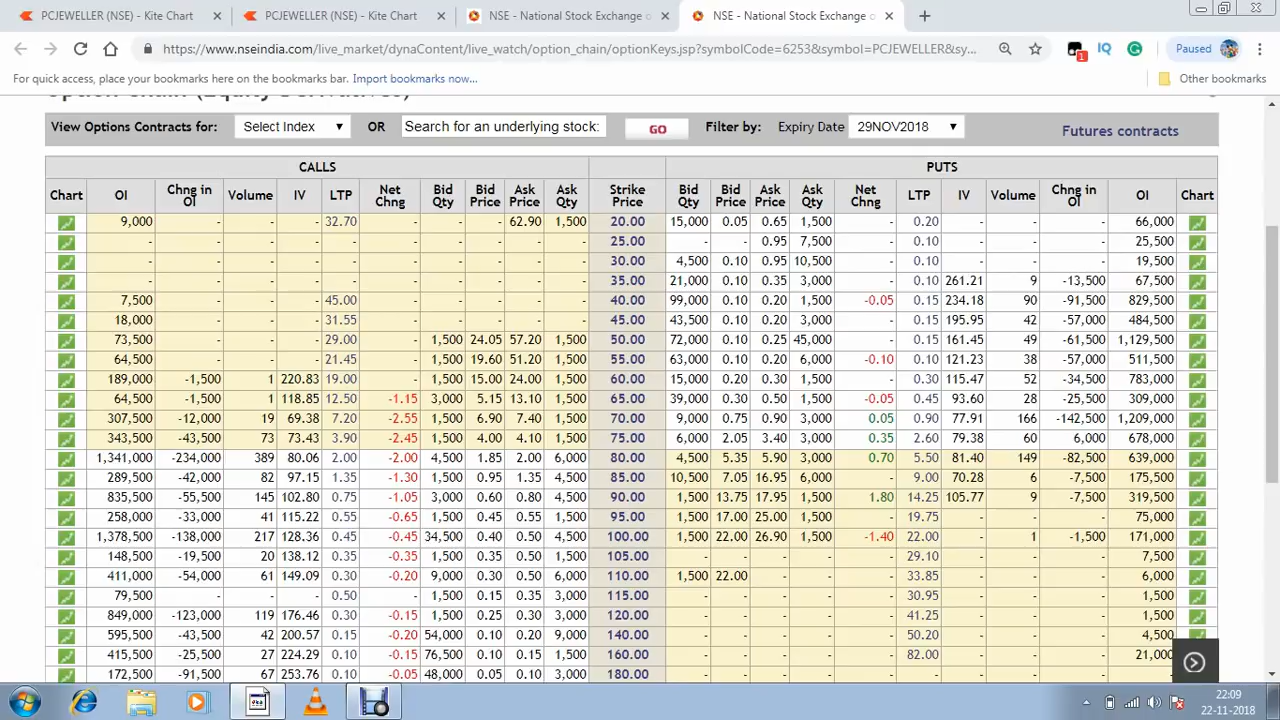 PCJEWELLER (NSE) - Kite Chart × PCJEWELLER (NSE) - Kite Chart × NSE - National Stock Exchange o × NSE - National Stock Exchange o ×
https://www.nseindia.com/live_market/dynaContent/live_watch/option_chain/optionKeys.jsp?symbolCode=6253&symbol=PCJEWELLER&sy... 1 IQ G Paused
For quick access, place your bookmarks here on the bookmarks bar. Import bookmarks now... Other bookmarks
Option Chain (Equity Derivatives)
View Options Contracts for: Select Index OR Search for an underlying stock: GO Filter by: Expiry Date 29NOV2018 Futures contracts
CALLS PUTS
Chart OI Chng in OI Volume IV LTP Net Chng Bid Qty Bid Price Ask Price Ask Qty Strike Price Bid Qty Bid Price Ask Price Ask Qty Net Chng LTP IV Volume Chng in OI OI Chart
9,000 - - - 32.70 - - - 62.90 1,500 20.00 15,000 0.05 0.65 1,500 - 0.20 - - - 66,000
- - - - - - - - - - 25.00 - - 0.95 7,500 - 0.10 - - - 25,500
- - - - - - - - - - 30.00 4,500 0.10 0.95 10,500 - 0.10 - - - 19,500
- - - - - - - - - - 35.00 21,000 0.10 0.35 3,000 - 0.10 261.21 9 -13,500 67,500
7,500 - - - 45.00 - - - - - 40.00 99,000 0.10 0.20 1,500 -0.05 0.15 234.18 90 -91,500 829,500
18,000 - - - 31.55 - - - - - 45.00 43,500 0.10 0.20 3,000 - 0.15 195.95 42 -57,000 484,500
73,500 - - - 29.00 - 1,500 24.05 57.20 1,500 50.00 72,000 0.10 0.25 45,000 - 0.15 161.45 49 -61,500 1,129,500
64,500 - - - 21.45 - 1,500 19.60 51.20 1,500 55.00 63,000 0.10 0.20 6,000 -0.10 0.10 121.23 38 -57,000 511,500
189,000 -1,500 1 220.83 19.00 - 1,500 15.00 24.00 1,500 60.00 15,000 0.20 0.30 1,500 - 0.30 115.47 52 -34,500 783,000
64,500 -1,500 1 118.85 12.50 -1.15 3,000 5.15 13.10 1,500 65.00 39,000 0.30 0.50 1,500 -0.05 0.45 93.60 28 -25,500 309,000
307,500 -12,000 19 69.38 7.20 -2.55 1,500 6.90 7.40 1,500 70.00 9,000 0.75 0.90 3,000 0.05 0.90 77.91 166 -142,500 1,209,000
343,500 -43,500 73 73.43 3.90 -2.45 1,500 4.00 4.10 1,500 75.00 6,000 2.05 3.40 3,000 0.35 2.60 79.38 60 6,000 678,000
1,341,000 -234,000 389 80.06 2.00 -2.00 4,500 1.85 2.00 6,000 80.00 4,500 5.35 5.90 3,000 0.70 5.50 81.40 149 -82,500 639,000
289,500 -42,000 82 97.15 1.35 -1.30 1,500 0.95 1.35 4,500 85.00 10,500 7.05 16.95 6,000 - 9.00 70.28 6 -7,500 175,500
835,500 -55,500 145 102.80 0.75 -1.05 3,000 0.60 0.80 4,500 90.00 1,500 13.75 17.95 1,500 1.80 14.25 105.77 9 -7,500 319,500
258,000 -33,000 41 115.22 0.55 -0.65 1,500 0.45 0.55 1,500 95.00 1,500 17.00 25.00 1,500 - 19.75 - - - 75,000
1,378,500 -138,000 217 128.36 0.45 -0.45 34,500 0.40 0.50 4,500 100.00 1,500 22.00 26.90 1,500 -1.40 22.00 - 1 -1,500 171,000
148,500 -19,500 20 138.12 0.35 -0.35 1,500 0.30 0.50 1,500 105.00 - - - - - 29.10 - - - 7,500
411,000 -54,000 61 149.09 0.30 -0.20 9,000 0.30 0.50 6,000 110.00 1,500 22.00 - - - 33.85 - - - 6,000
79,500 - - - 0.50 - 1,500 0.15 0.35 3,000 115.00 - - - - - 30.95 - - - 1,500
849,000 -123,000 119 176.46 0.30 -0.15 1,500 0.25 0.30 3,000 120.00 - - - - - 41.25 - - - 1,500
595,500 -43,500 42 200.57 0.15 -0.20 54,000 0.10 0.20 9,000 140.00 - - - - - 50.20 - - - 4,500
415,500 -25,500 27 224.29 0.10 -0.15 76,500 0.10 0.15 1,500 160.00 - - - - - 82.00 - - - 21,000
172,500 -91,500 67 253.76 0.10 -0.05 48,000 0.05 0.10 3,000 180.00 - - - - - - - - -
22:09
22-11-2018